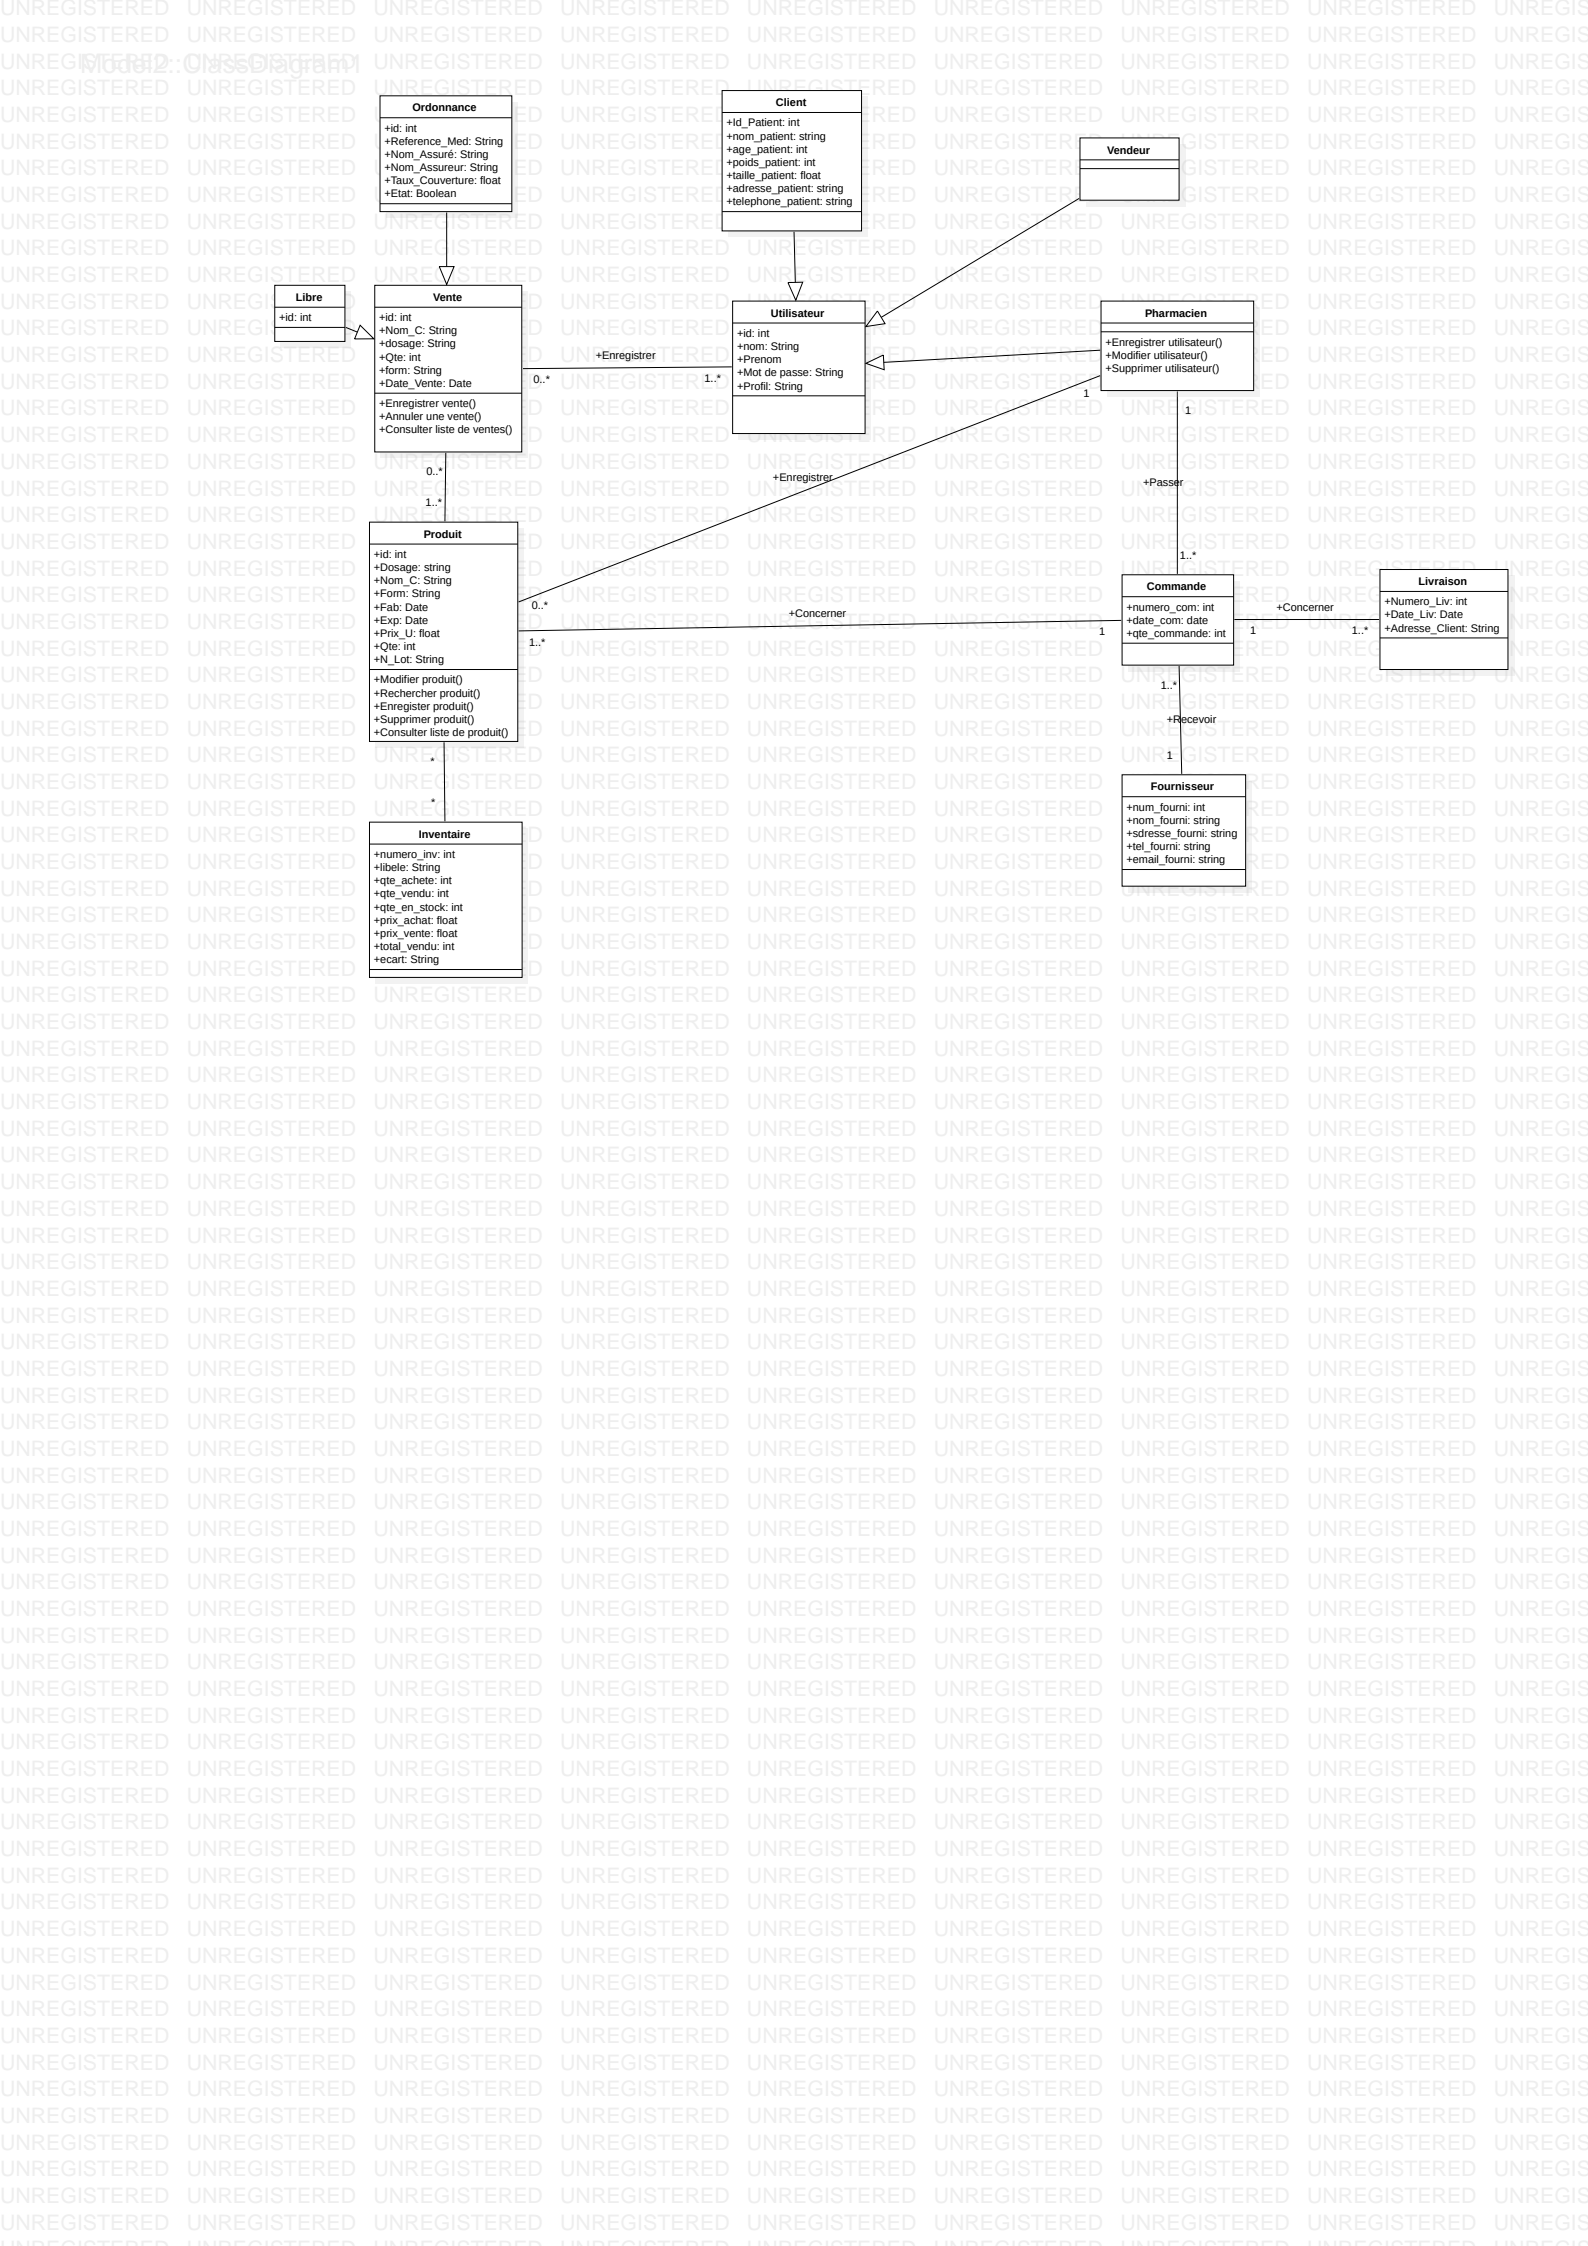 Model2::ClassDiagram1
UNREGISTERED
Ordonnance
+id: int
+Reference_Med: String
+Nom_Assuré: String
+Nom_Assureur: String
+Taux_Couverture: float
+Etat: Boolean
Client
+Id_Patient: int
+nom_patient: string
+age_patient: int
+poids_patient: int
+taille_patient: float
+adresse_patient: string
+telephone_patient: string
Vendeur
Libre
+id: int
Vente
+id: int
+Nom_C: String
+dosage: String
+Qte: int
+form: String
+Date_Vente: Date
+Enregistrer vente()
+Annuler une vente()
+Consulter liste de ventes()
+Enregistrer
0..*
1..*
Utilisateur
+id: int
+nom: String
+Prenom
+Mot de passe: String
+Profil: String
Pharmacien
+Enregistrer utilisateur()
+Modifier utilisateur()
+Supprimer utilisateur()
1
1
0..*
1..*
+Enregistrer
+Passer
1..*
Produit
+id: int
+Dosage: string
+Nom_C: String
+Form: String
+Fab: Date
+Exp: Date
+Prix_U: float
+Qte: int
+N_Lot: String
+Modifier produit()
+Rechercher produit()
+Enregister produit()
+Supprimer produit()
+Consulter liste de produit()
0..*
+Concerner
1..*
1
Commande
+numero_com: int
+date_com: date
+qte_commande: int
+Concerner
1
1..*
Livraison
+Numero_Liv: int
+Date_Liv: Date
+Adresse_Client: String
1..*
+Recevoir
1
*
*
Fournisseur
+num_fourni: int
+nom_fourni: string
+sdresse_fourni: string
+tel_fourni: string
+email_fourni: string
Inventaire
+numero_inv: int
+libele: String
+qte_achete: int
+qte_vendu: int
+qte_en_stock: int
+prix_achat: float
+prix_vente: float
+total_vendu: int
+ecart: String